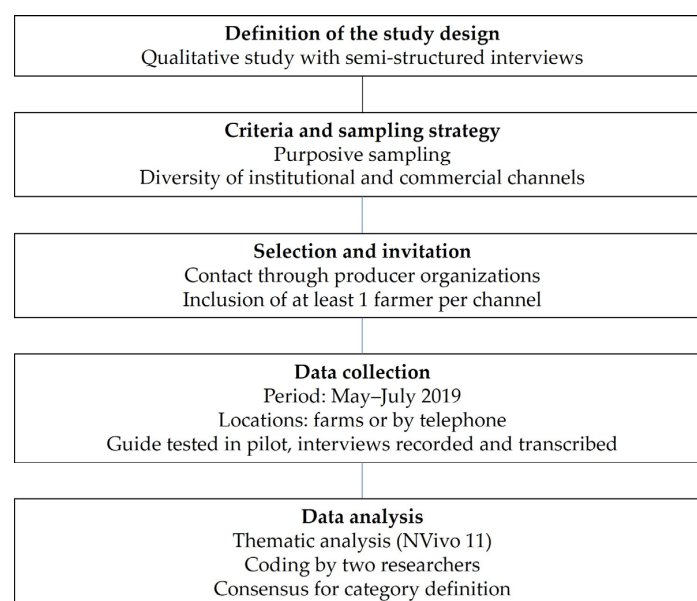 Definition of the study design
Qualitative study with semi-structured interviews
Criteria and sampling strategy
Purposive sampling
Diversity of institutional and commercial channels
Selection and invitation
Contact through producer organizations
Inclusion of at least 1 farmer per channel
Data collection
Period: May–July 2019
Locations: farms or by telephone
Guide tested in pilot, interviews recorded and transcribed
Data analysis
Thematic analysis (NVivo 11)
Coding by two researchers
Consensus for category definition